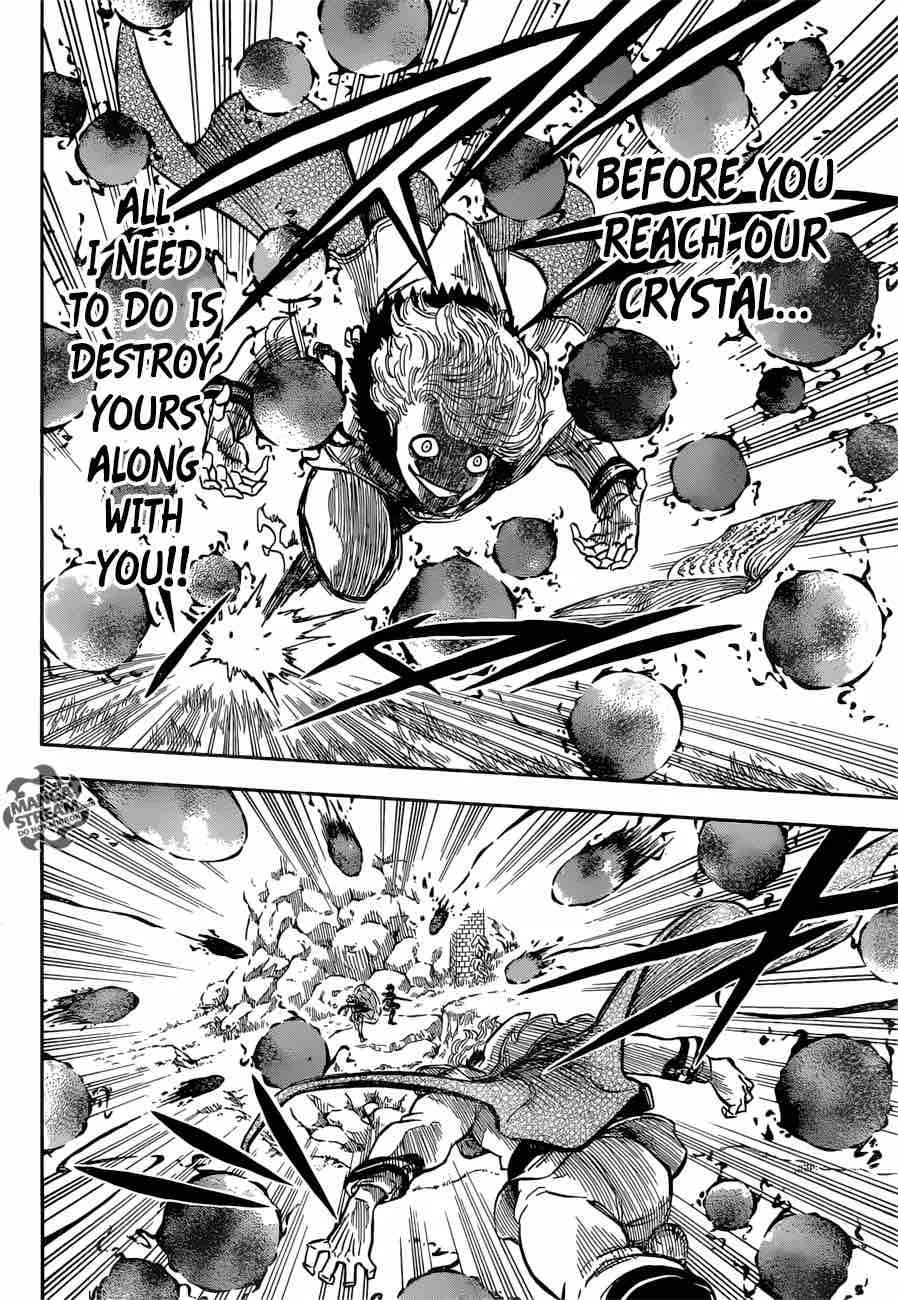 BEFORE YOU
REACH OUR
CRYSTAL...
ALL
I NEED
TO DO IS
DESTROY
YOURS
ALONG
WITH
YOU!!
MANGA
STREAM